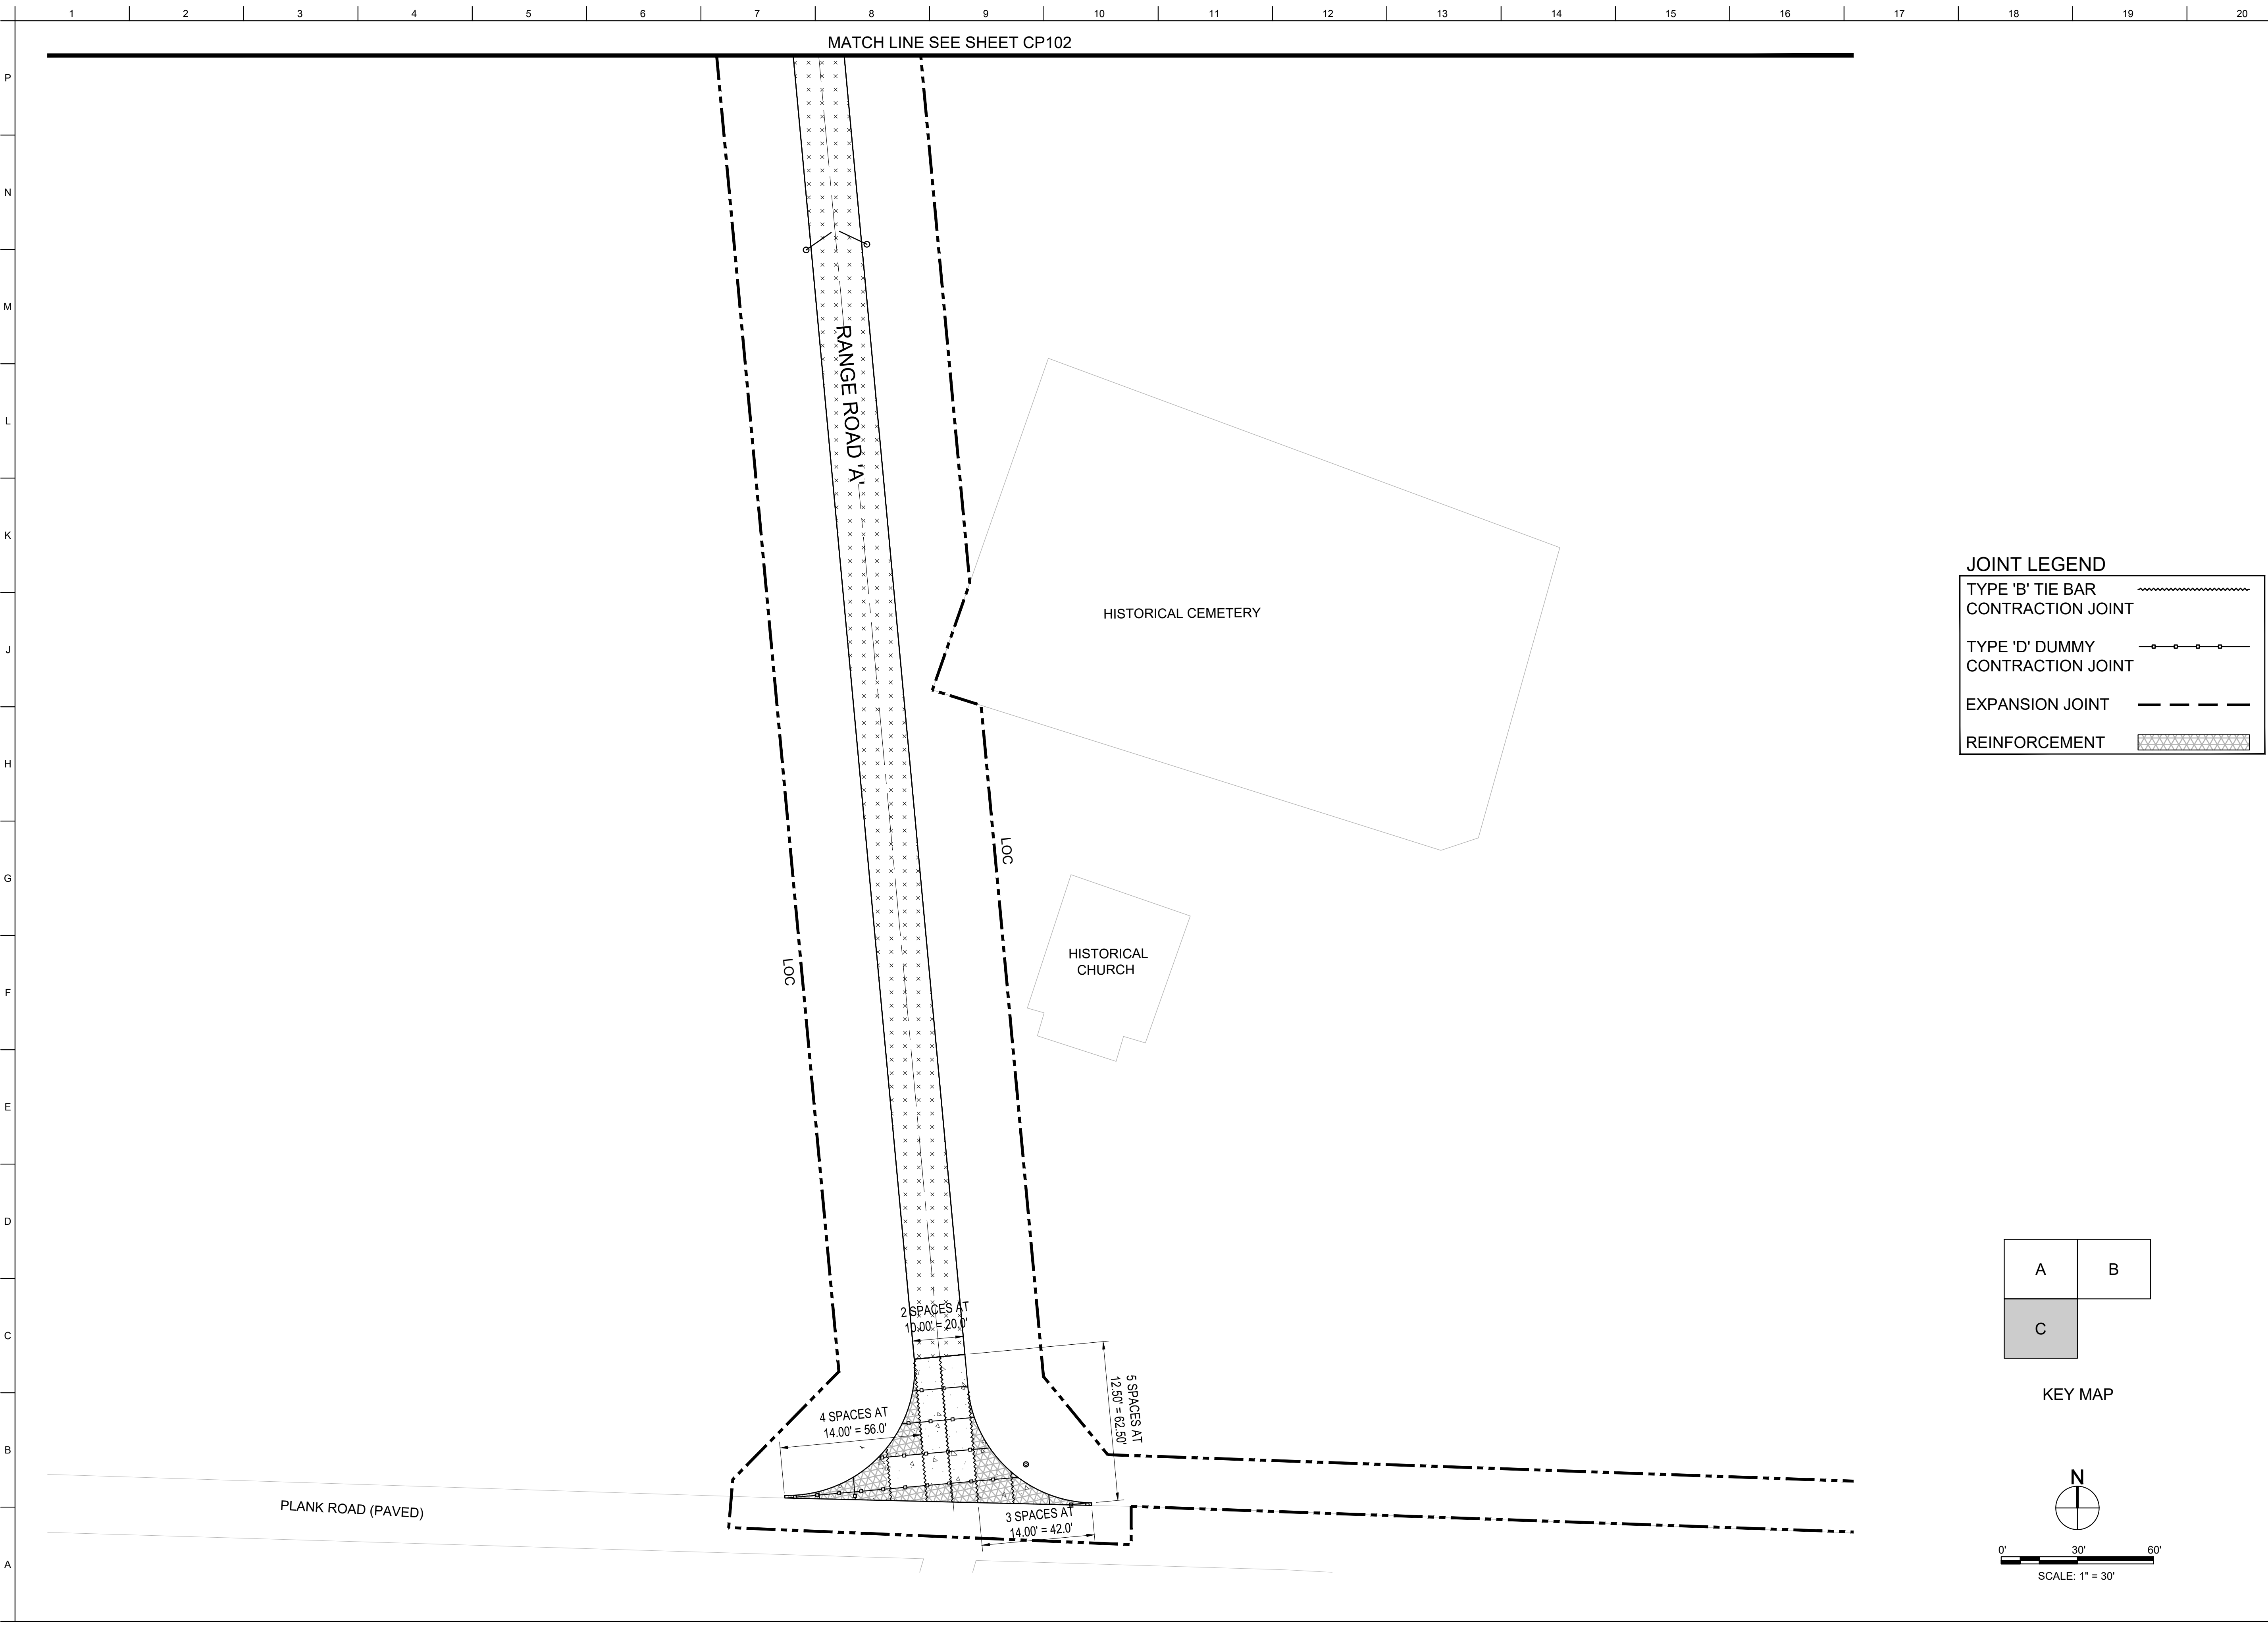 1 2 3 4 5 6 7 8 9 10 11 12 13 14 15 16 17 18 19 20
MATCH LINE SEE SHEET CP102
P
N
M
L
K
J
H
G
F
E
D
C
B
A
RANGE ROAD 'A'
HISTORICAL CEMETERY
JOINT LEGEND
TYPE 'B' TIE BAR
CONTRACTION JOINT
TYPE 'D' DUMMY
CONTRACTION JOINT
EXPANSION JOINT
REINFORCEMENT
LOC
HISTORICAL
CHURCH
LOC
A B
C
KEY MAP
2 SPACES AT
10.00' = 20.0'
5 SPACES AT
12.50' = 62.50'
4 SPACES AT
14.00' = 56.0'
3 SPACES AT
14.00' = 42.0'
PLANK ROAD (PAVED)
N
0' 30' 60'
SCALE: 1" = 30'